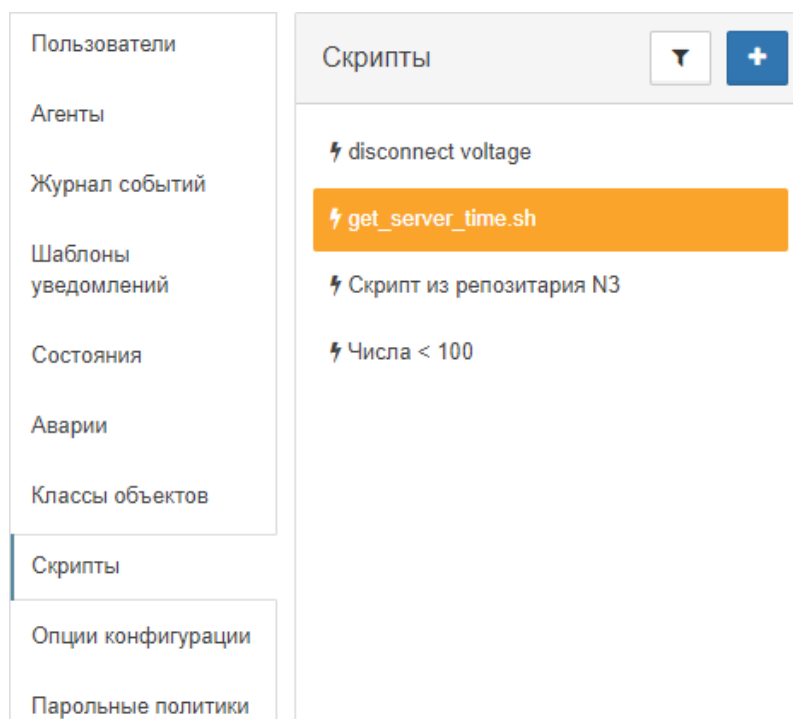 Пользователи
Агенты
Журнал событий
Шаблоны
уведомлений
Состояния
Аварии
Классы объектов
Скрипты
Опции конфигурации
Парольные политики
Скрипты
disconnect voltage
get_server_time.sh
Скрипт из репозитария N3
Числа < 100